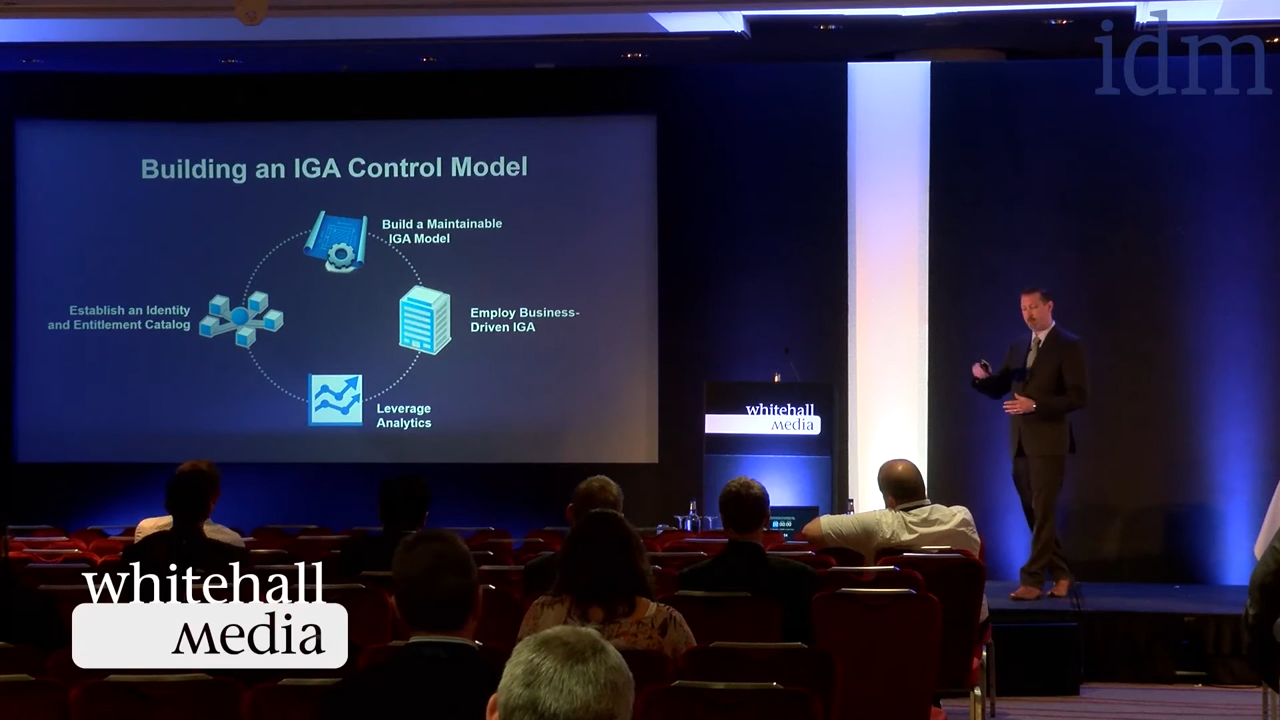 idm
Building an IGA Control Model
Build a Maintainable
IGA Model
Establish an Identity
and Entitlement Catalog
Employ Business-
Driven IGA
Leverage
Analytics
whitehall
media
whitehall
media